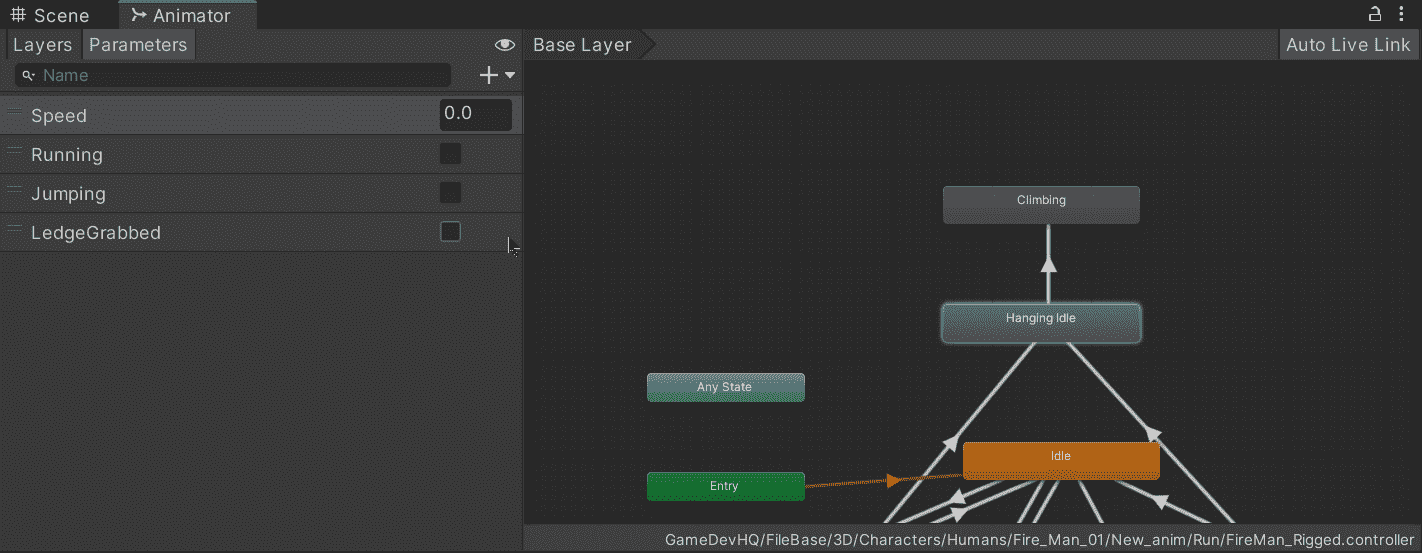 Scene Animator
Layers Parameters Base Layer Auto Live Link
Name
Speed 0.0
Running
Jumping
LedgeGrabbed
Climbing
Hanging Idle
Any State
Idle
Entry
GameDevHQ/FileBase/3D/Characters/Humans/Fire_Man_01/New_anim/Run/FireMan_Rigged.controller